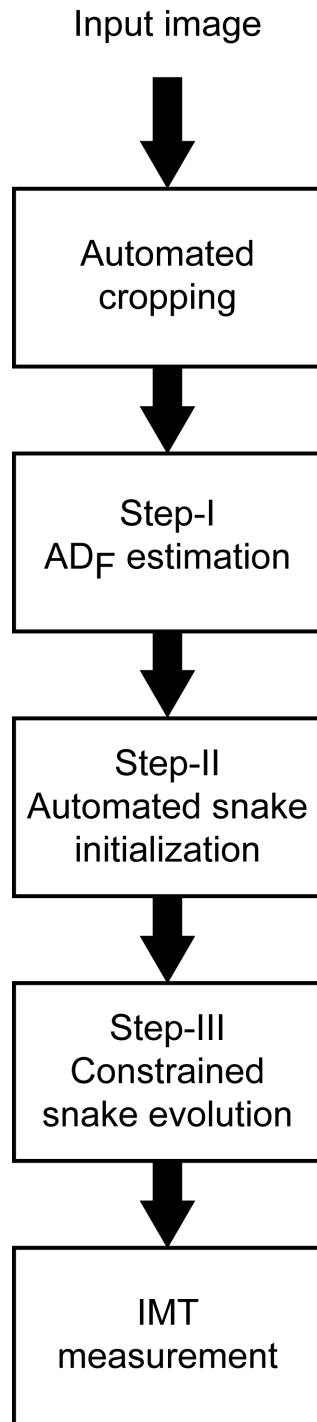 Input image
Automated
cropping
Step-I
ADF estimation
Step-II
Automated snake
initialization
Step-III
Constrained
snake evolution
IMT
measurement